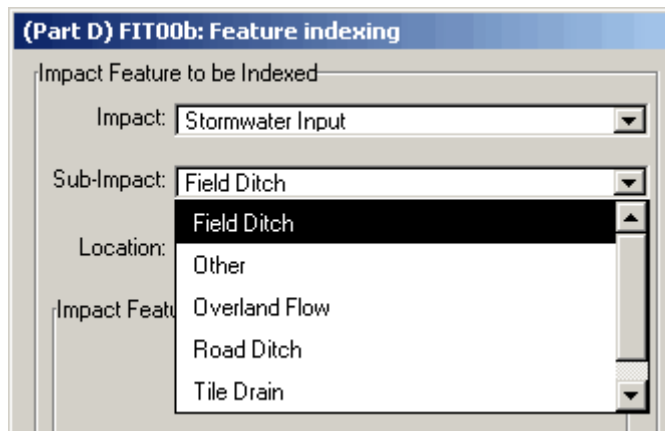 (Part D) FIT00b: Feature indexing
Impact Feature to be Indexed
Impact: Stormwater Input
Sub-Impact: Field Ditch
Field Ditch
Location:
Other
Impact Featu
Overland Flow
Road Ditch
Tile Drain